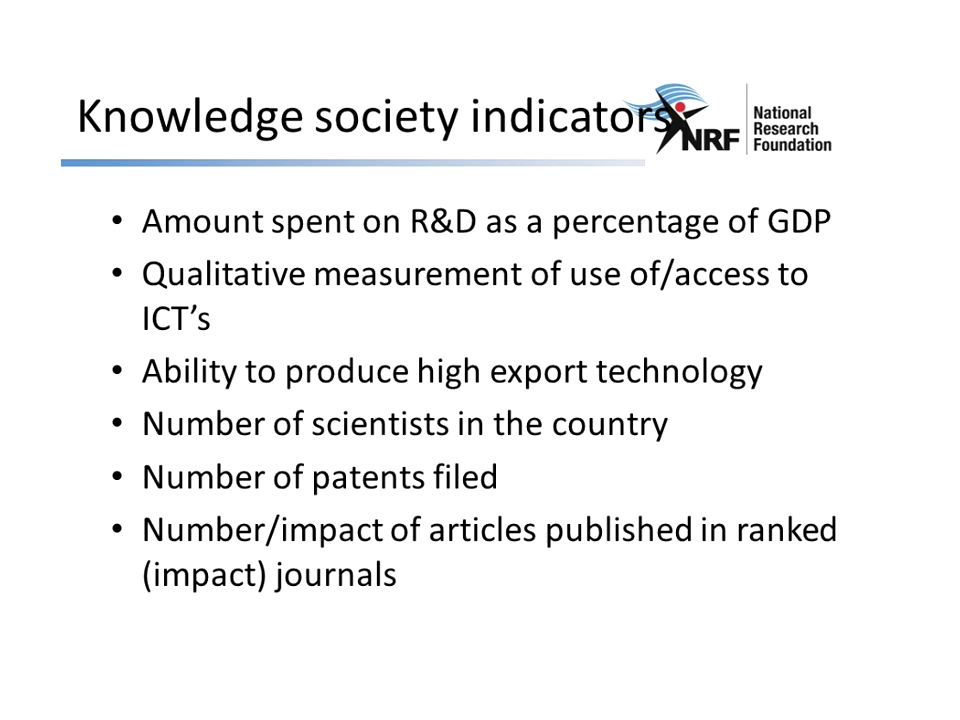 Knowledge society indicators
NRF
National
Research
Foundation
• Amount spent on R&D as a percentage of GDP
• Qualitative measurement of use of/access to
ICT’s
• Ability to produce high export technology
• Number of scientists in the country
• Number of patents filed
• Number/impact of articles published in ranked
(impact) journals